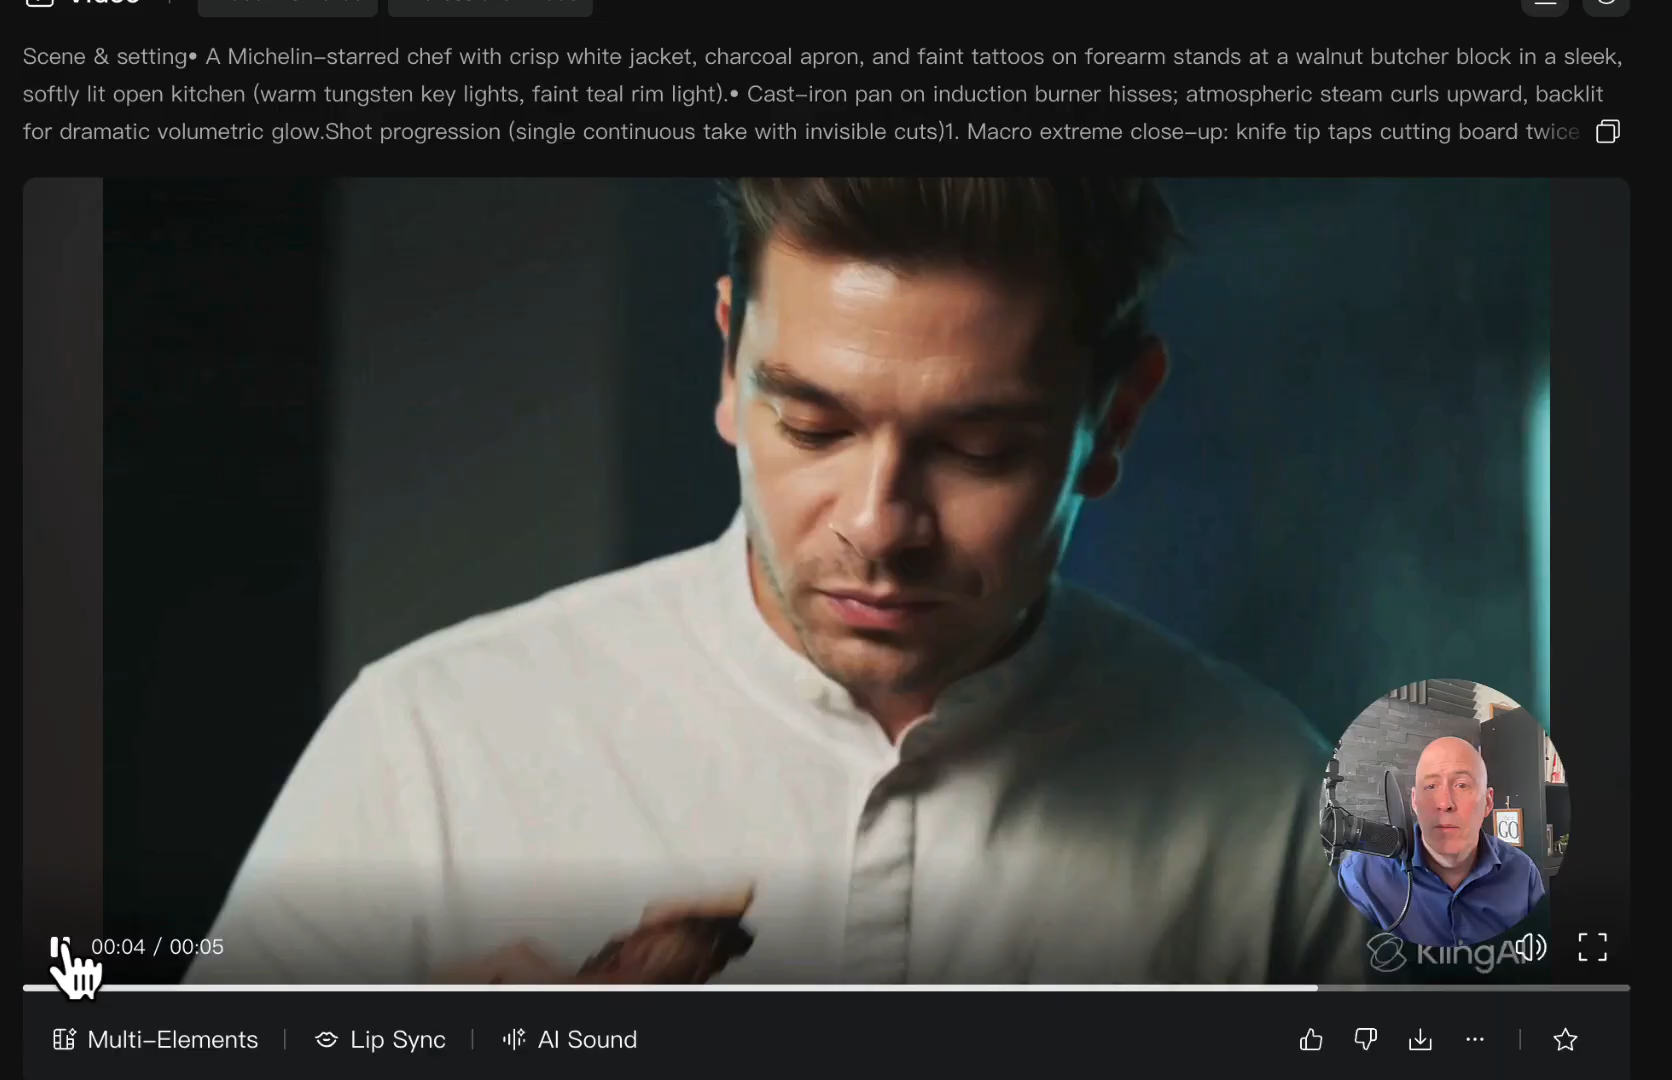 Scene & setting• A Michelin-starred chef with crisp white jacket, charcoal apron, and faint tattoos on forearm stands at a walnut butcher block in a sleek,
softly lit open kitchen (warm tungsten key lights, faint teal rim light).• Cast-iron pan on induction burner hisses; atmospheric steam curls upward, backlit
for dramatic volumetric glow.Shot progression (single continuous take with invisible cuts)1. Macro extreme close-up: knife tip taps cutting board twice
GO
00:04 / 00:05
KlingAI
Multi-Elements
Lip Sync
AI Sound